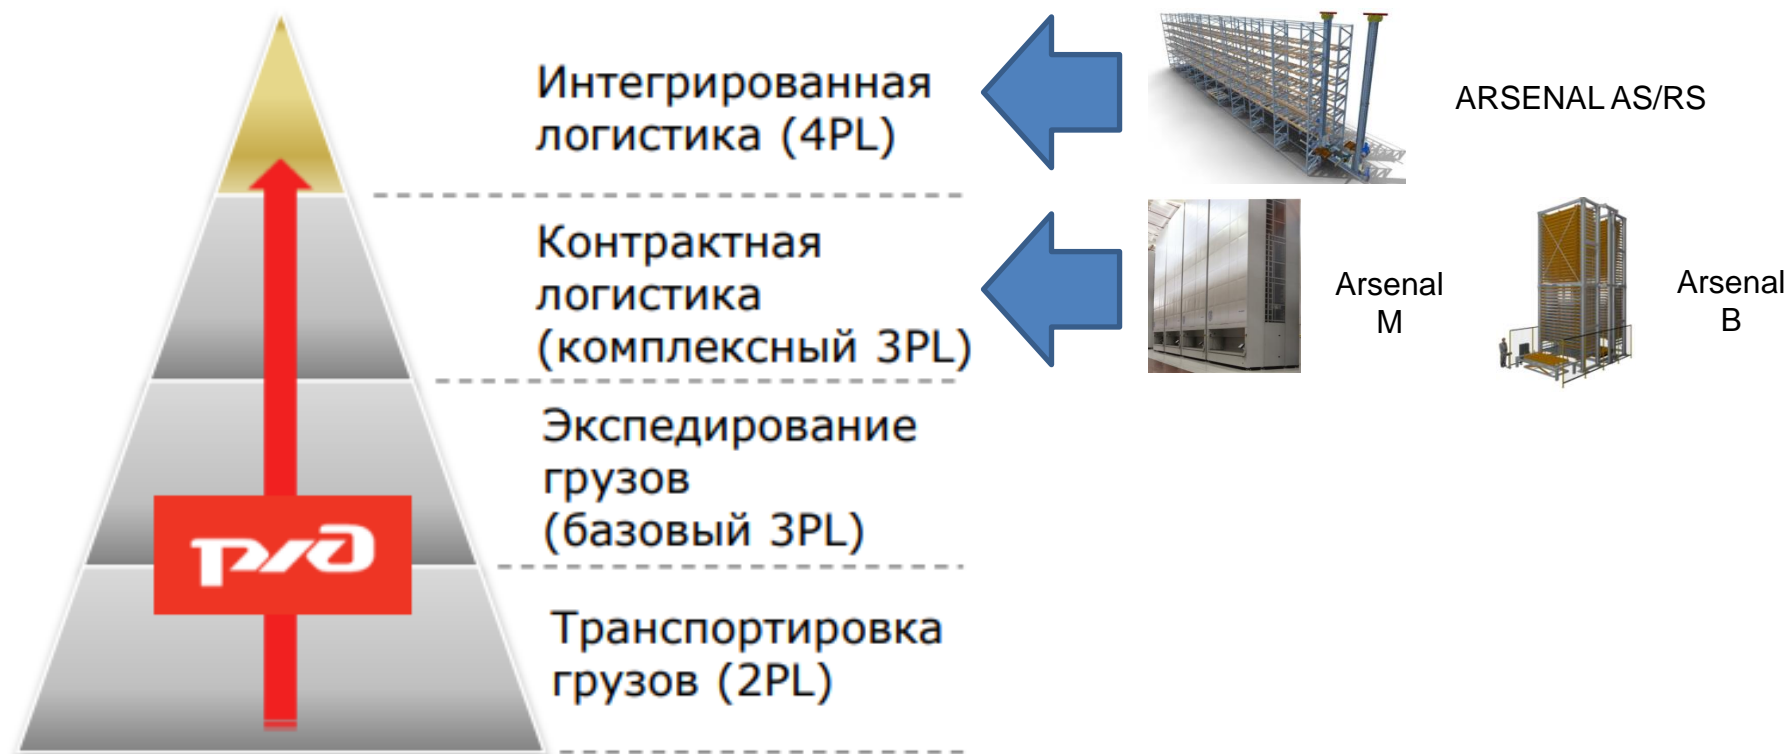 Интегрированная
логистика (4PL)
ARSENAL AS/RS
Контрактная
логистика
(комплексный 3PL)
Arsenal
M
Arsenal
B
Экспедирование
грузов
(базовый 3PL)
ржд
Транспортировка
грузов (2PL)